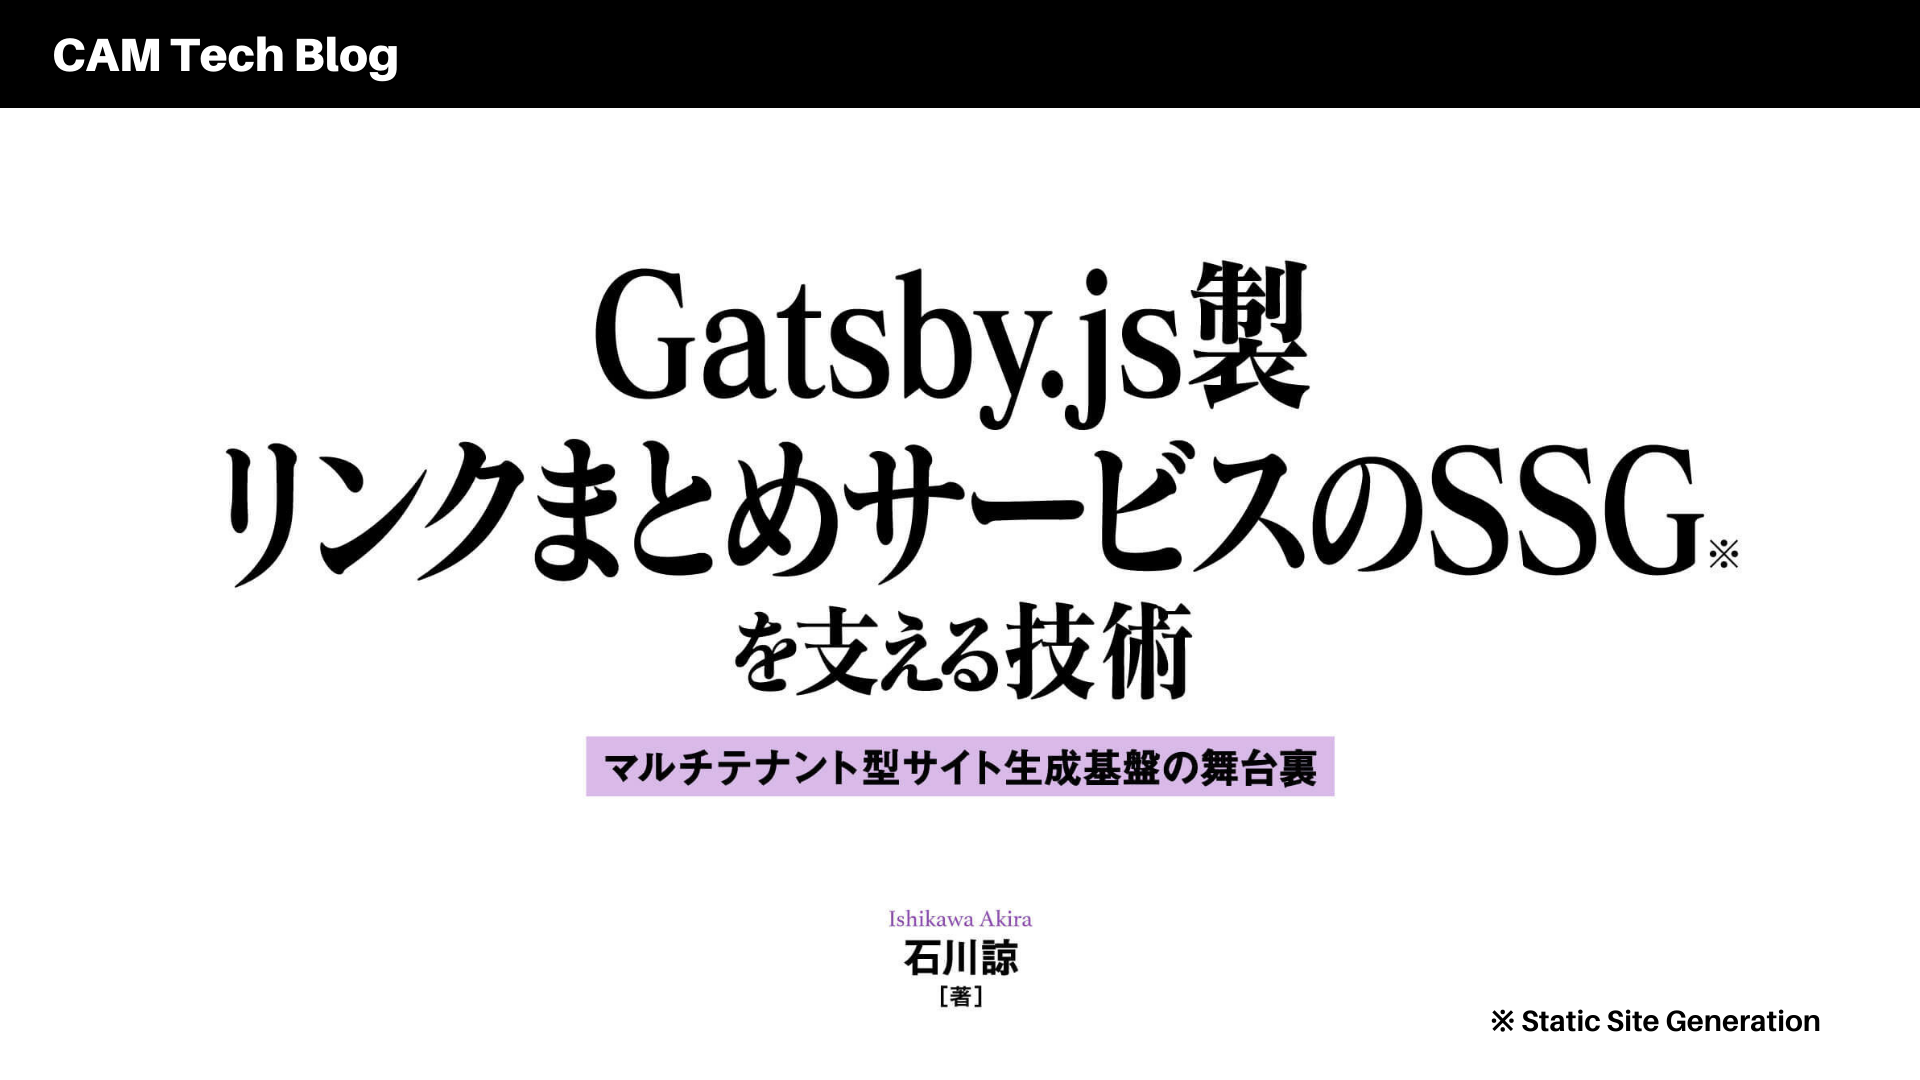 CAM Tech Blog
Gatsby.js製
リンクまとめサービスのSSG※
を支える技術
マルチテナント型サイト生成基盤の舞台裏
Ishikawa Akira
石川諒
[著]
※ Static Site Generation